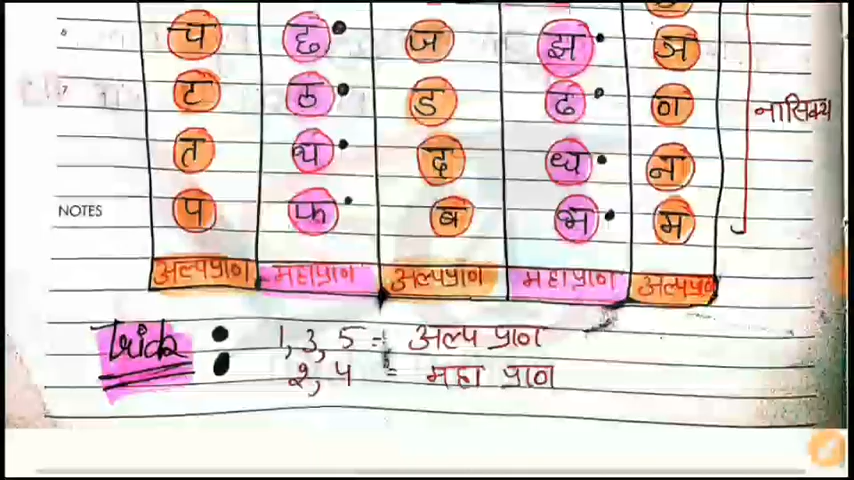 च छ ज झ ञ
ट ठ ड ढ ण
त थ द ध न
प फ ब भ म
नासिक्य
NOTES
अल्पप्राण महाप्राण अल्पप्राण महाप्राण अल्पप्राण
Trick : 1, 3, 5 = अल्प प्राण
2, 4 = महा प्राण